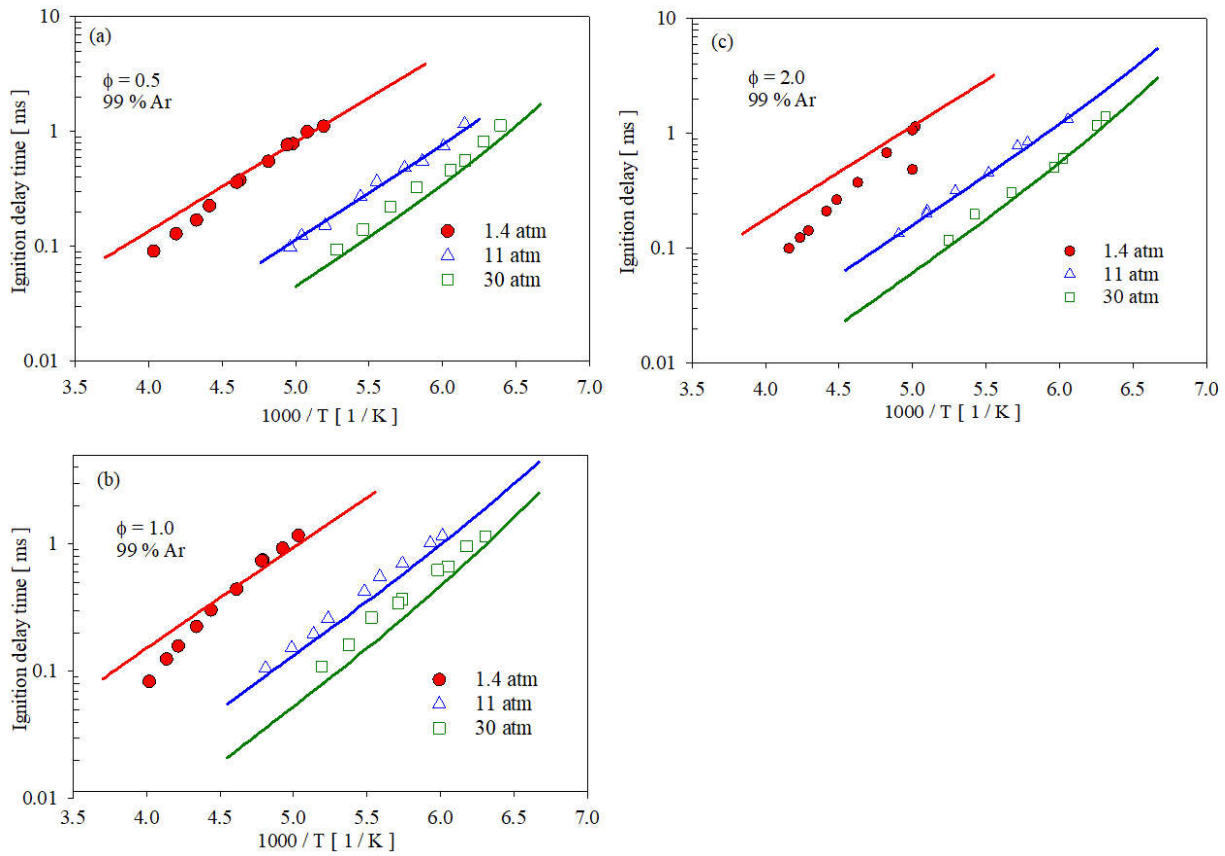 (a)
ϕ = 0.5
99 % Ar
Ignition delay time [ ms ]
10
1
0.1
0.01
1.4 atm
11 atm
30 atm
3.5 4.0 4.5 5.0 5.5 6.0 6.5 7.0
1000 / T [ 1 / K ]
(c)
ϕ = 2.0
99 % Ar
Ignition delay [ ms ]
10
1
0.1
0.01
1.4 atm
11 atm
30 atm
3.5 4.0 4.5 5.0 5.5 6.0 6.5 7.0
1000 / T [ 1 / K ]
(b)
ϕ = 1.0
99 % Ar
Ignition delay time [ ms ]
1
0.1
0.01
1.4 atm
11 atm
30 atm
3.5 4.0 4.5 5.0 5.5 6.0 6.5 7.0
1000 / T [ 1 / K ]